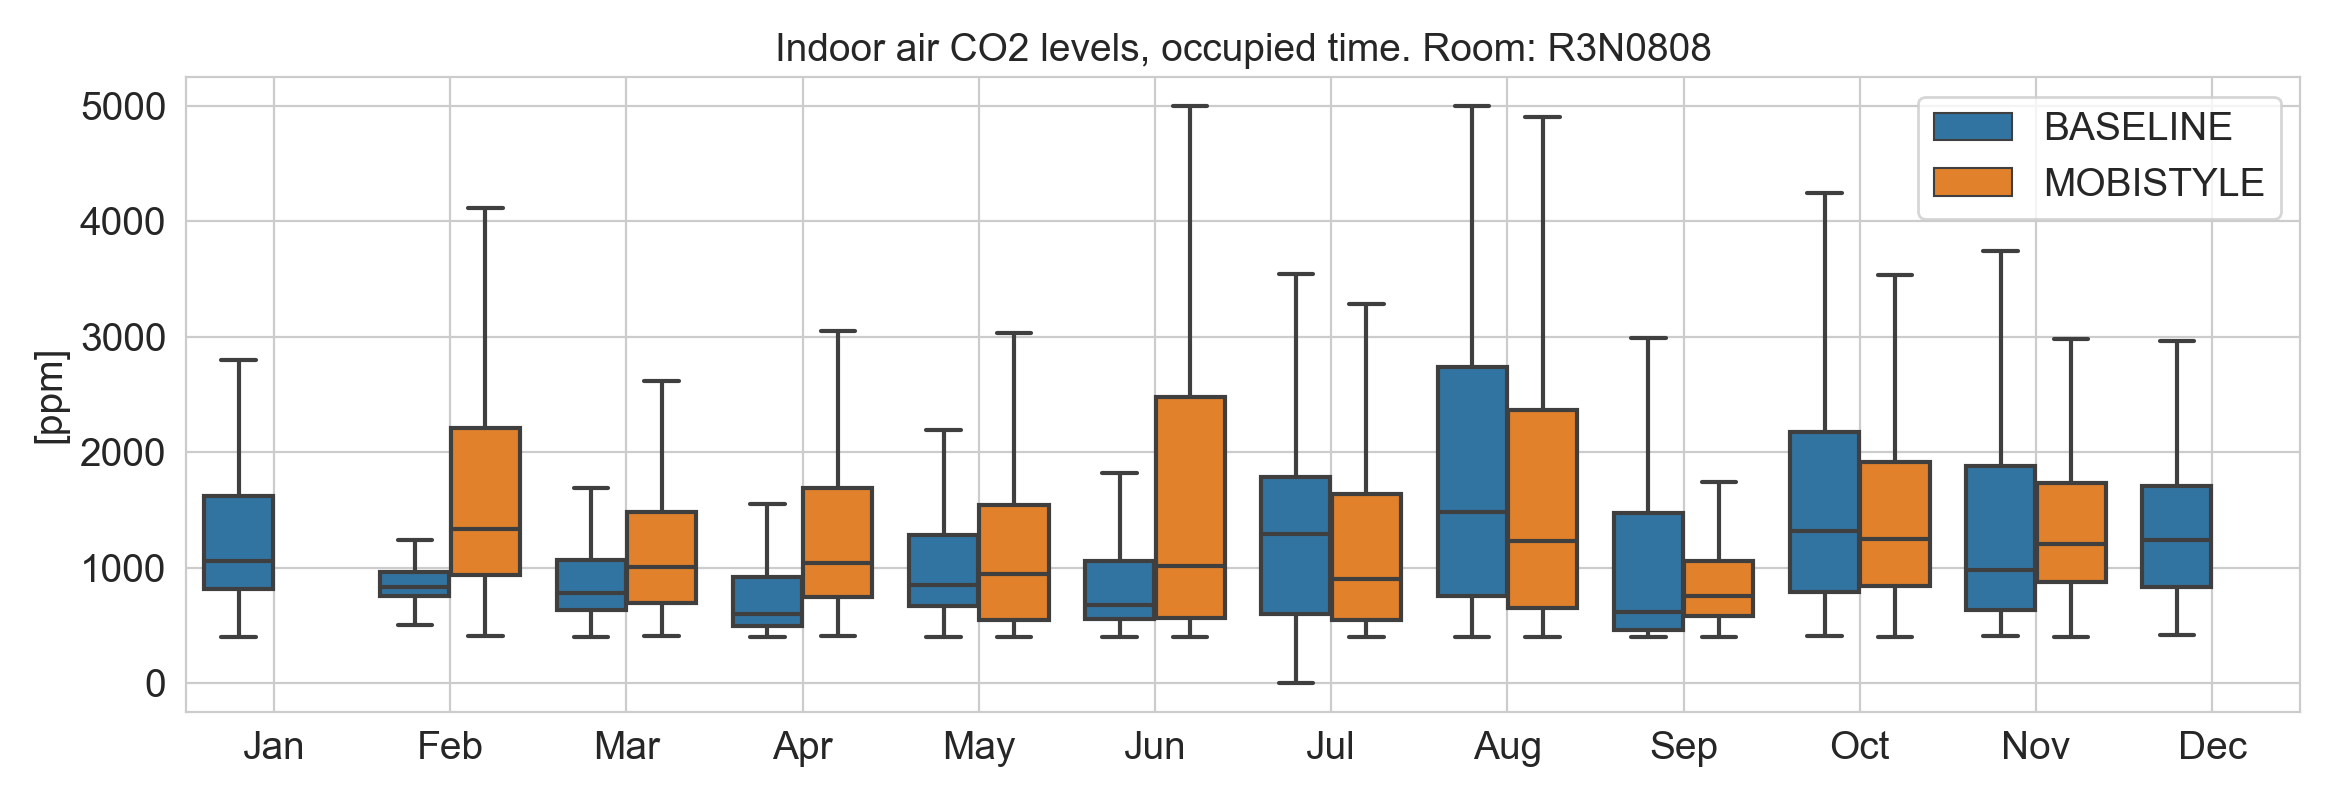 Indoor air CO2 levels, occupied time. Room: R3N0808
5000
4000
3000
2000
1000
0
[ppm]
BASELINE
MOBISTYLE
Jan Feb Mar Apr May Jun Jul Aug Sep Oct Nov Dec